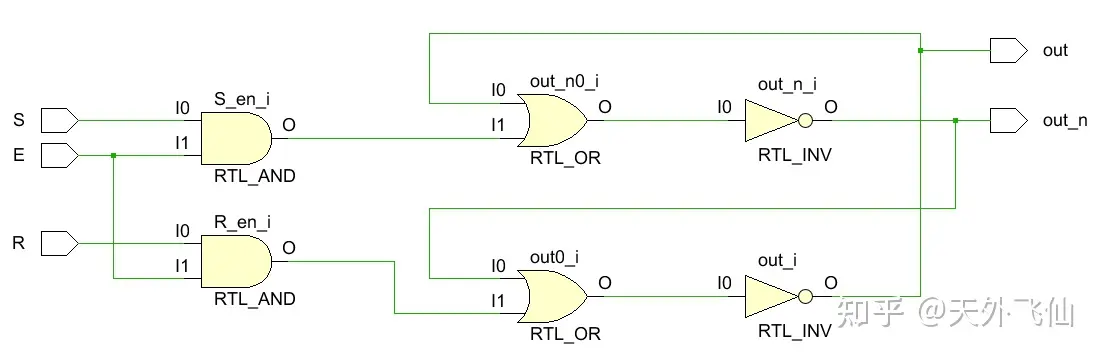 out
out_n0_i
out_n_i
I0
O
I0
O
S_en_i
I0
S
O
I1
out_n
E
I1
RTL_OR
RTL_INV
RTL_AND
R_en_i
I0
R
O
I1
out0_i
out_i
I0
O
I0
O
RTL_AND
I1
RTL_OR
RTL_INV
知乎 @天外飞仙